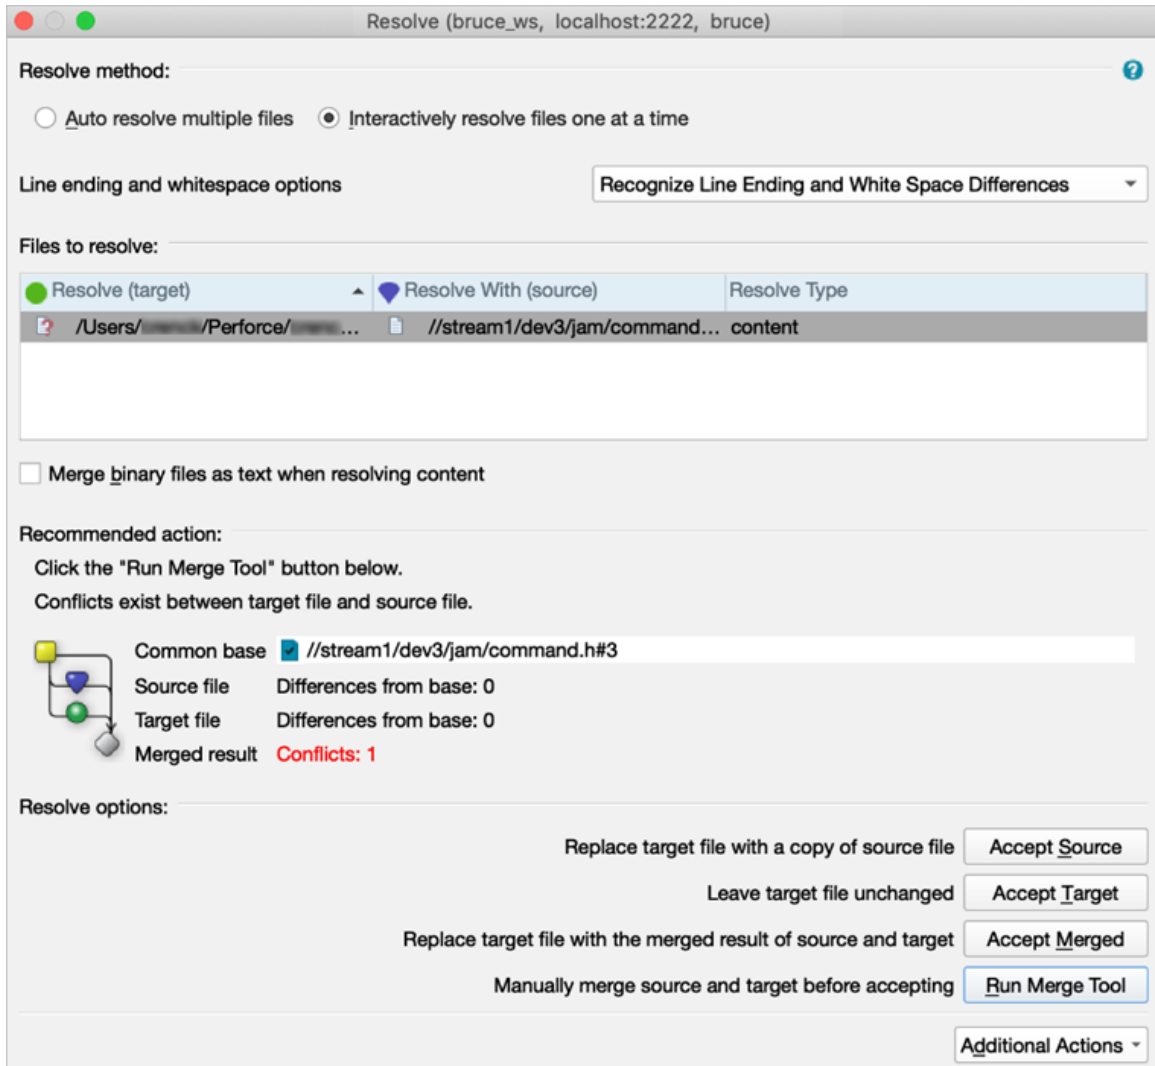 Resolve (bruce_ws, localhost:2222, bruce)
Resolve method:
Auto resolve multiple files Interactively resolve files one at a time
Line ending and whitespace options Recognize Line Ending and White Space Differences
Files to resolve:
Resolve (target) Resolve With (source) Resolve Type
/Users/ /Perforce/ ... //stream1/dev3/jam/command... content
Merge binary files as text when resolving content
Recommended action:
Click the "Run Merge Tool" button below.
Conflicts exist between target file and source file.
Common base //stream1/dev3/jam/command.h#3
Source file Differences from base: 0
Target file Differences from base: 0
Merged result Conflicts: 1
Resolve options:
Replace target file with a copy of source file Accept Source
Leave target file unchanged Accept Target
Replace target file with the merged result of source and target Accept Merged
Manually merge source and target before accepting Run Merge Tool
Additional Actions